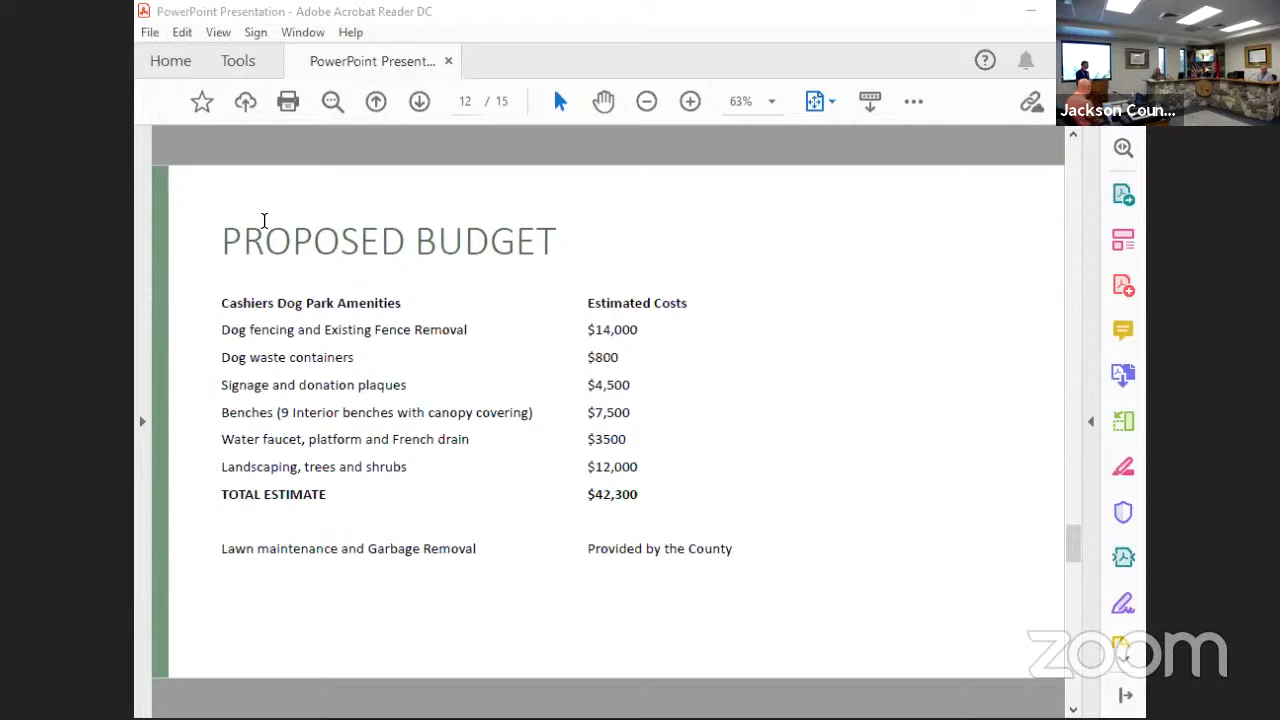 PowerPoint Presentation - Adobe Acrobat Reader DC
File Edit View Sign Window Help
Home Tools PowerPoint Present... ×
12 / 15 63%
Jackson Coun...
PROPOSED BUDGET
Cashiers Dog Park Amenities Estimated Costs
Dog fencing and Existing Fence Removal $14,000
Dog waste containers $800
Signage and donation plaques $4,500
Benches (9 Interior benches with canopy covering) $7,500
Water faucet, platform and French drain $3500
Landscaping, trees and shrubs $12,000
TOTAL ESTIMATE $42,300
Lawn maintenance and Garbage Removal Provided by the County
zoom